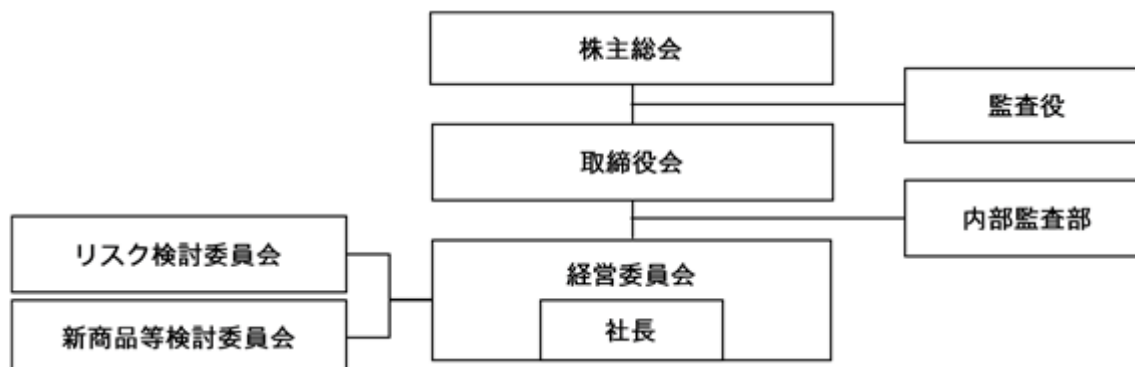 株主総会
監査役
取締役会
内部監査部
リスク検討委員会
経営委員会
社長
新商品等検討委員会